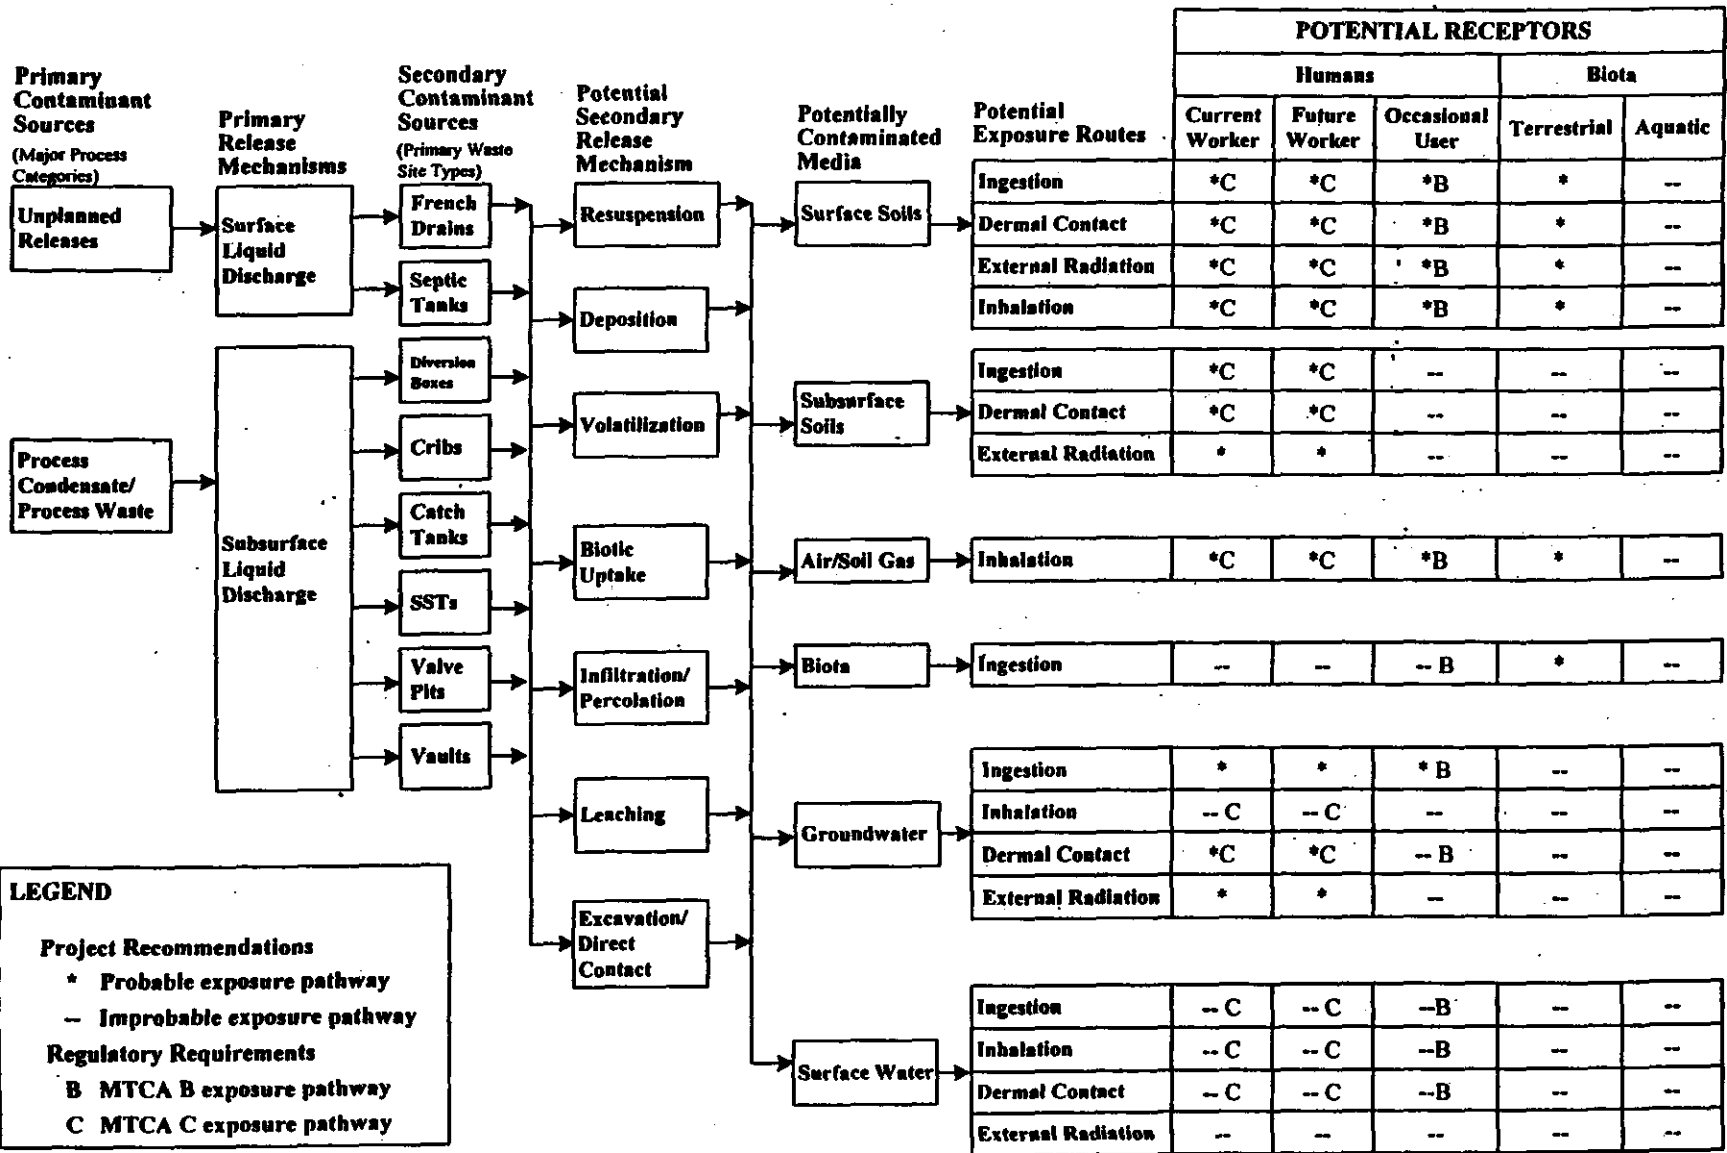 POTENTIAL RECEPTORS
Humans
Biota
Primary
Contaminant
Sources
(Major Process
Categories)
Primary
Release
Mechanisms
Secondary
Contaminant
Sources
(Primary Waste
Site Types)
Potential
Secondary
Release
Mechanism
Potentially
Contaminated
Media
Potential
Exposure Routes
Current
Worker
Future
Worker
Occasional
User
Terrestrial
Aquatic
Unplanned
Releases
Process
Condensate/
Process Waste
Surface
Liquid
Discharge
Subsurface
Liquid
Discharge
French
Drains
Septic
Tanks
Diversion
Boxes
Cribs
Catch
Tanks
SSTs
Valve
Pits
Vaults
Resuspension
Deposition
Volatilization
Biotic
Uptake
Infiltration/
Percolation
Leaching
Excavation/
Direct
Contact
Surface Soils
Ingestion *C *C *B * --
Dermal Contact *C *C *B * --
External Radiation *C *C *B * --
Inhalation *C *C *B * --
Subsurface
Soils
Ingestion *C *C -- -- --
Dermal Contact *C *C -- -- --
External Radiation * * -- -- --
Air/Soil Gas
Inhalation *C *C *B * --
Biota
Ingestion -- -- -- B * --
Groundwater
Ingestion * * * B -- --
Inhalation -- C -- C -- -- --
Dermal Contact *C *C -- B -- --
External Radiation * * -- -- --
Surface Water
Ingestion -- C -- C --B -- --
Inhalation -- C -- C --B -- --
Dermal Contact -- C -- C --B -- --
External Radiation -- -- -- -- --
LEGEND
Project Recommendations
* Probable exposure pathway
-- Improbable exposure pathway
Regulatory Requirements
B MTCA B exposure pathway
C MTCA C exposure pathway